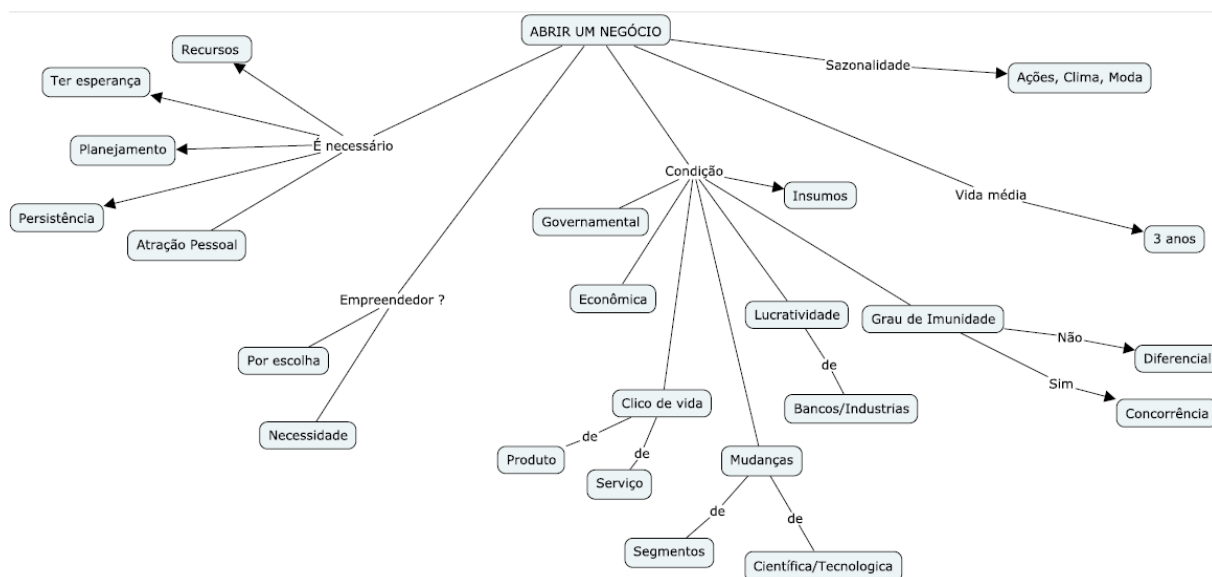 ABRIR UM NEGÓCIO
Recursos
Sazonalidade
Ações, Clima, Moda
Ter esperança
É necessário
Planejamento
Condição
Insumos
Vida média
Persistência
Governamental
Atração Pessoal
3 anos
Empreendedor ?
Econômica
Lucratividade
Grau de Imunidade
Não
Por escolha
Diferencial
de
Sim
Clico de vida
Bancos/Industrias
Concorrência
Necessidade
de
de
Produto
Mudanças
Serviço
de
de
Segmentos
Científica/Tecnologica